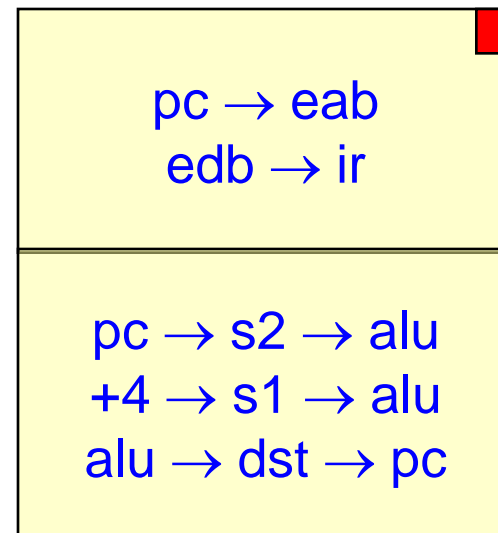 pc → eab
edb → ir
pc → s2 → alu
+4 → s1 → alu
alu → dst → pc